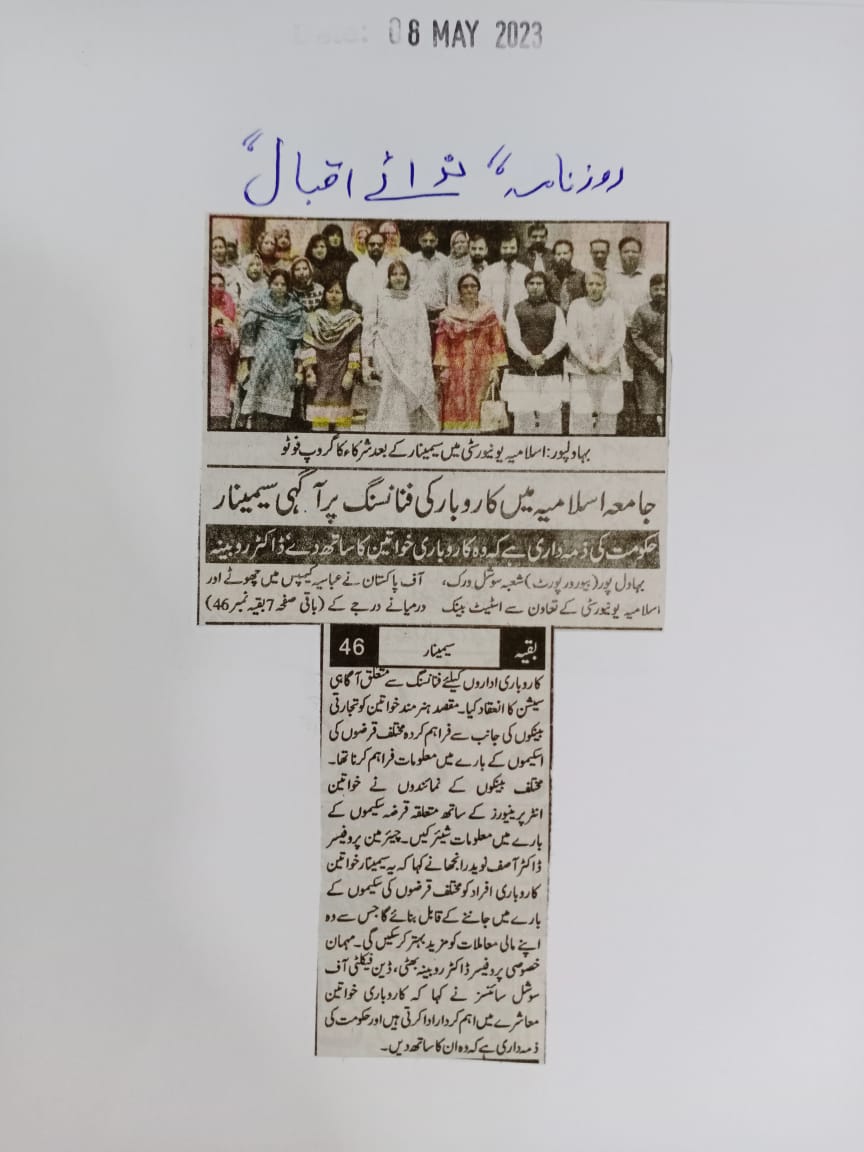 08 MAY 2023
روزنامہ "نوائے اقبال"
بہاولپور: اسلامیہ یونیورسٹی میں سیمینار کے بعد شرکاء کا گروپ فوٹو
جامعہ اسلامیہ میں کاروبار کی فنانسنگ پر آگہی سیمینار
حکومت کی ذمہ داری ہے کہ وہ کاروباری خواتین کا ساتھ دے: ڈاکٹر روبینہ
بہاول پور (بیورورپورٹ) شعبہ سوشل ورک،
اسلامیہ یونیورسٹی کے تعاون سے اسٹیٹ بینک
آف پاکستان نے عباسیہ کیمپس میں چھوٹے اور
درمیانے درجے کے (باقی صفحہ 7 بقیہ نمبر 46)
بقیہ سیمینار 46
کاروباری اداروں کیلئے فنانسنگ سے متعلق آگاہی
سیشن کا انعقاد کیا۔ مقصد ہنر مند خواتین کو تجارتی
بینکوں کی جانب سے فراہم کردہ مختلف قرضوں کی
اسکیموں کے بارے میں معلومات فراہم کرنا تھا۔
مختلف بینکوں کے نمائندوں نے خواتین
انٹرپرینیورز کے ساتھ متعلقہ قرضہ سکیموں کے
بارے میں معلومات شیئر کیں۔ چیئرمین پروفیسر
ڈاکٹر آصف نوید رانجھا نے کہا کہ یہ سیمینار خواتین
کاروباری افراد کو مختلف قرضوں کی سکیموں کے
بارے میں جاننے کے قابل بنائے گا جس سے وہ
اپنے مالی معاملات کو مزید بہتر کر سکیں گی۔ مہمان
خصوصی پروفیسر ڈاکٹر روبینہ بھٹی، ڈین فیکلٹی آف
سوشل سائنسز نے کہا کہ کاروباری خواتین
معاشرے میں اہم کردار ادا کرتی ہیں اور حکومت کی
ذمہ داری ہے کہ وہ ان کا ساتھ دیں۔